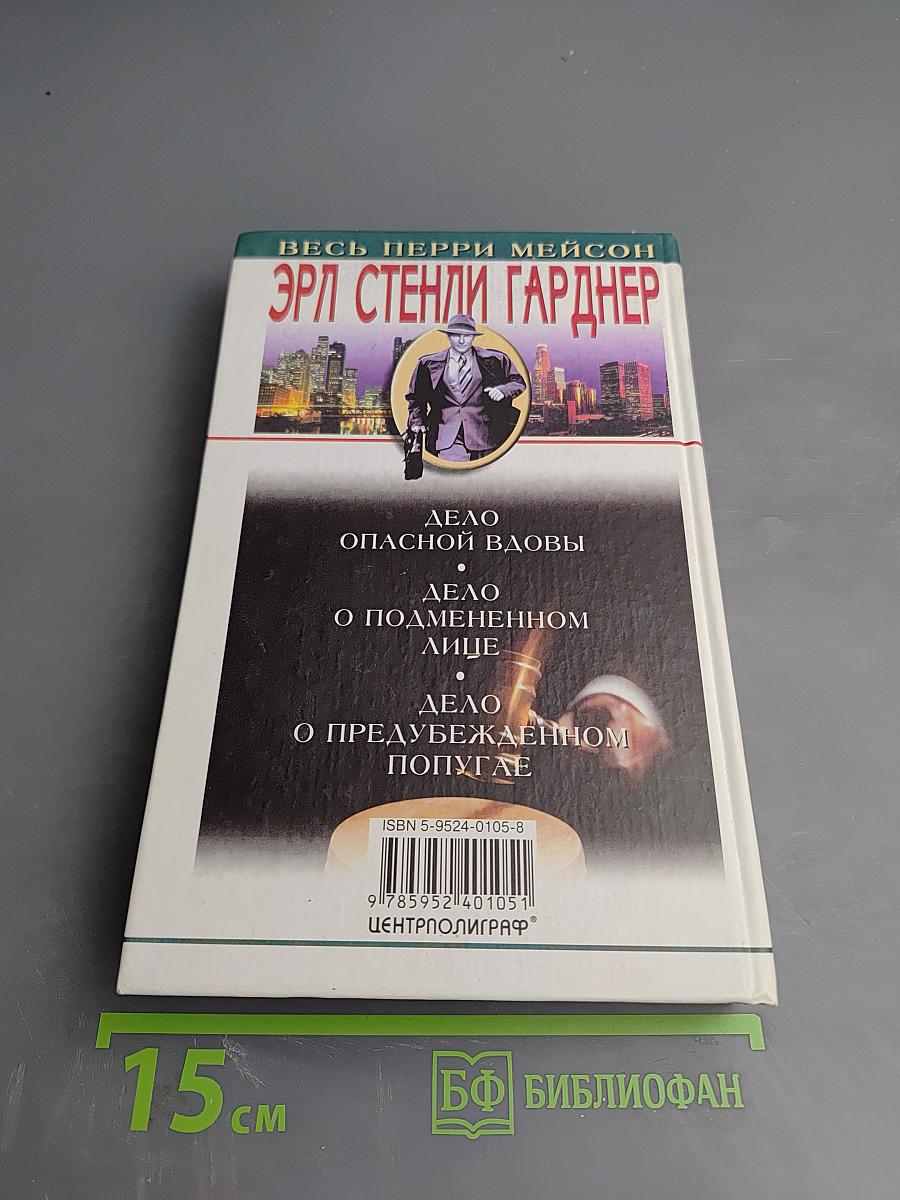 ВЕСЬ ПЕРРИ МЕЙСОН
ЭРЛ СТЕНЛИ ГАРДНЕР
ДЕЛО
ОПАСНОЙ ВДОВЫ
•
ДЕЛО
О ПОДМЕНЕННОМ
ЛИЦЕ
•
ДЕЛО
О ПРЕДУБЕЖДЕННОМ
ПОПУГАЕ
ISBN 5-9524-0105-8
9 785952 401051
ЦЕНТРПОЛИГРАФ®
15 см
БФ БИБЛИОФАН